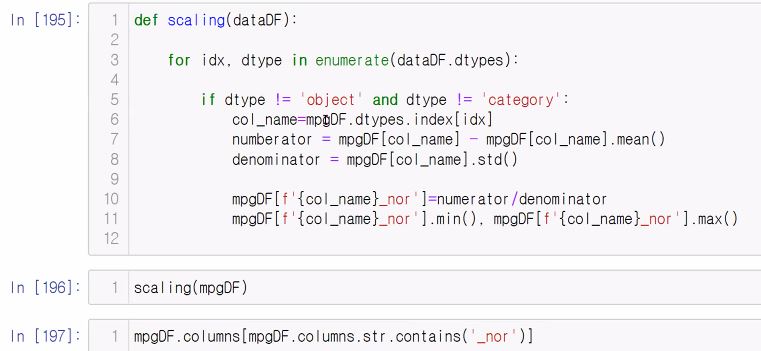 In [195]:
1 def scaling(dataDF):
2
3     for idx, dtype in enumerate(dataDF.dtypes):
4
5         if dtype != 'object' and dtype != 'category':
6             col_name=mpgDF.dtypes.index[idx]
7             numberator = mpgDF[col_name] - mpgDF[col_name].mean()
8             denominator = mpgDF[col_name].std()
9
10             mpgDF[f'{col_name}_nor']=numerator/denominator
11             mpgDF[f'{col_name}_nor'].min(), mpgDF[f'{col_name}_nor'].max()
12
In [196]:
1 scaling(mpgDF)
In [197]:
1 mpgDF.columns[mpgDF.columns.str.contains('_nor')]